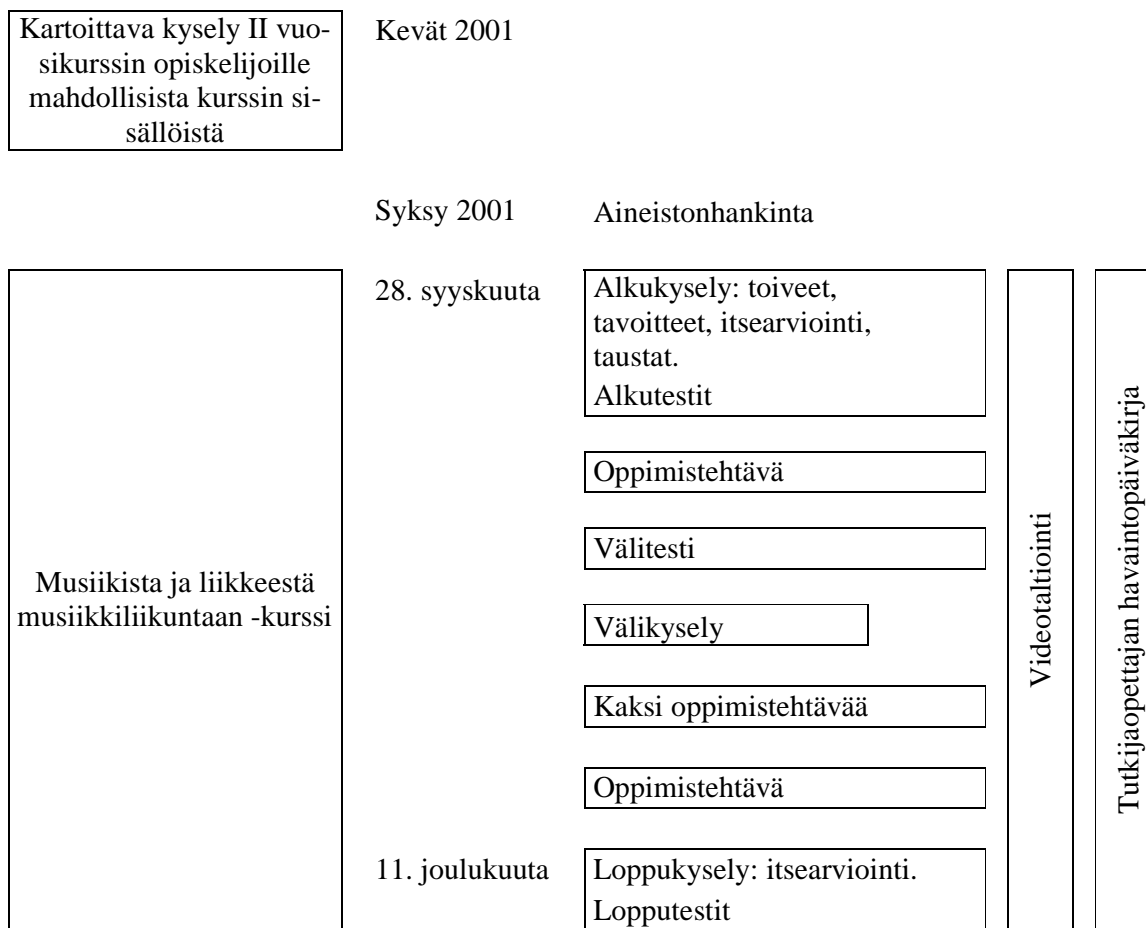 Kartoittava kysely II vuo-
sikurssin opiskelijoille
mahdollisista kurssin si-
sällöistä
Kevät 2001
Syksy 2001
Aineistonhankinta
Musiikista ja liikkeestä
musiikkiliikuntaan -kurssi
28. syyskuuta
Alkukysely: toiveet,
tavoitteet, itsearviointi,
taustat.
Alkutestit
Oppimistehtävä
Välitesti
Välikysely
Kaksi oppimistehtävää
Oppimistehtävä
11. joulukuuta
Loppukysely: itsearviointi.
Lopputestit
Videotaltiointi
Tutkijaopettajan havaintopäiväkirja